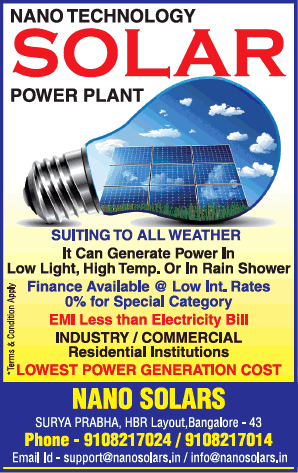 NANO TECHNOLOGY
SOLAR
POWER PLANT
SUITING TO ALL WEATHER
It Can Generate Power In
Low Light, High Temp. Or In Rain Shower
Finance Available @ Low Int. Rates
0% for Special Category
EMI Less than Electricity Bill
INDUSTRY / COMMERCIAL
Residential Institutions
*LOWEST POWER GENERATION COST
*Terms & Condition Apply
NANO SOLARS
SURYA PRABHA, HBR Layout,Bangalore - 43
Phone - 9108217024 / 9108217014
Email Id - support@nanosolars.in / info@nanosolars.in